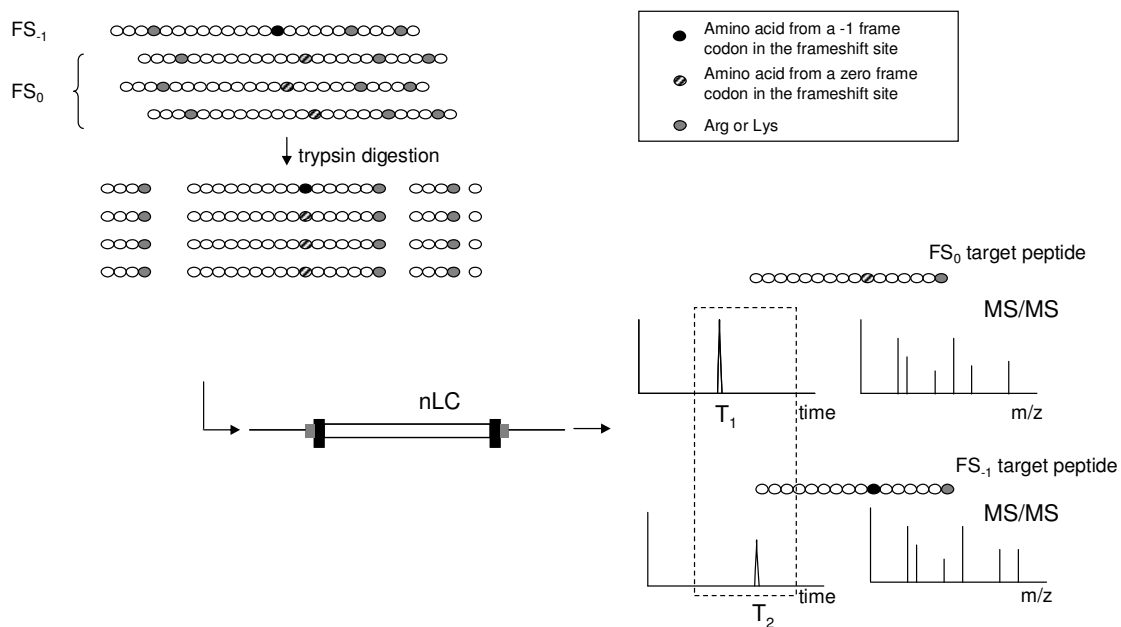 FS-1
FS0
Amino acid from a -1 frame
codon in the frameshift site
Amino acid from a zero frame
codon in the frameshift site
Arg or Lys
trypsin digestion
FS0 target peptide
MS/MS
nLC
time
T1
m/z
FS-1 target peptide
MS/MS
time
T2
m/z